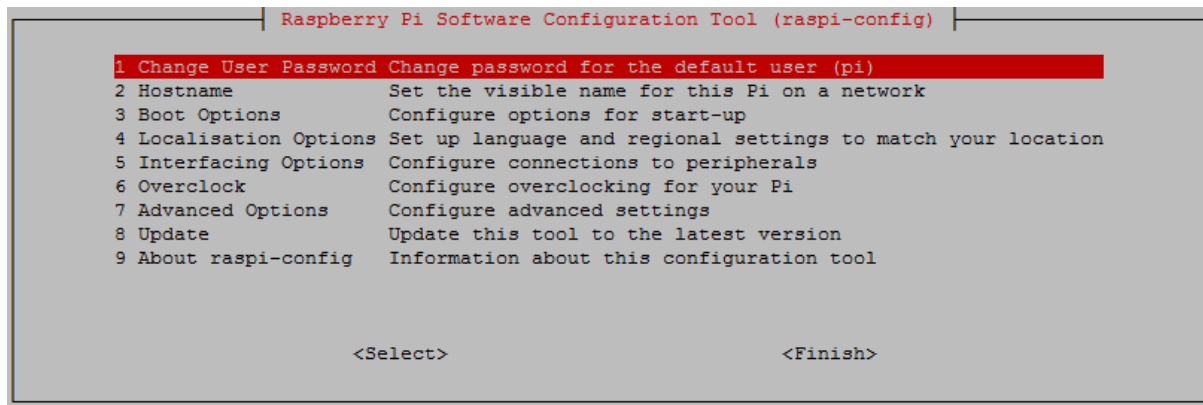 Raspberry Pi Software Configuration Tool (raspi-config)
1 Change User Password Change password for the default user (pi)
2 Hostname Set the visible name for this Pi on a network
3 Boot Options Configure options for start-up
4 Localisation Options Set up language and regional settings to match your location
5 Interfacing Options Configure connections to peripherals
6 Overclock Configure overclocking for your Pi
7 Advanced Options Configure advanced settings
8 Update Update this tool to the latest version
9 About raspi-config Information about this configuration tool
<Select> <Finish>